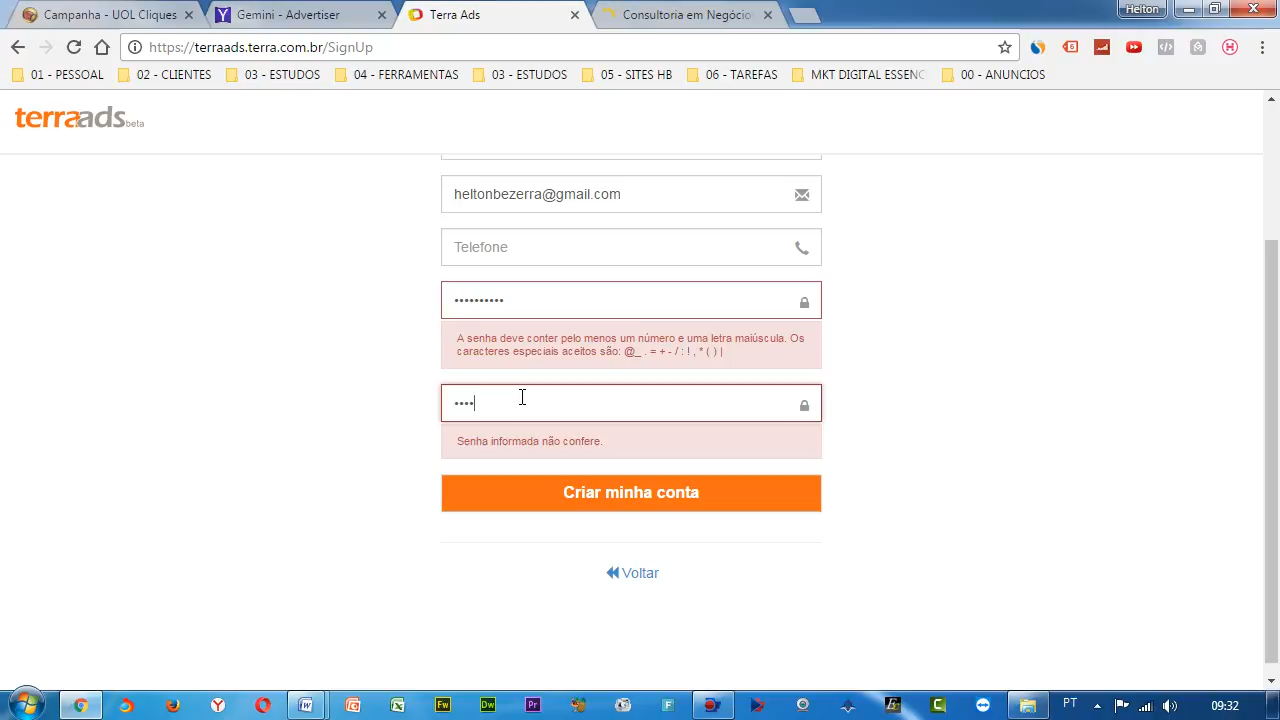 Campanha - UOL Cliques
Gemini - Advertiser
Terra Ads
Consultoria em Negócio
Helton
https://terraads.terra.com.br/SignUp
01 - PESSOAL
02 - CLIENTES
03 - ESTUDOS
04 - FERRAMENTAS
03 - ESTUDOS
05 - SITES HB
06 - TAREFAS
MKT DIGITAL ESSENC
00 - ANUNCIOS
terraads beta
heltonbezerra@gmail.com
Telefone
••••••••••
A senha deve conter pelo menos um número e uma letra maiúscula. Os
caracteres especiais aceitos são: @_ . = + - / : ! , * ( ) |
••••
Senha informada não confere.
Criar minha conta
Voltar
PT
09:32